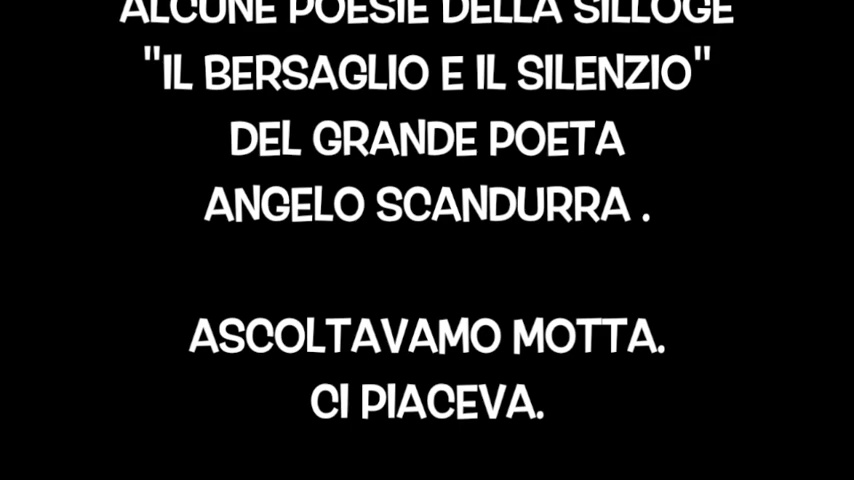 ALCUNE POESIE DELLA SILLOGE
"IL BERSAGLIO E IL SILENZIO"
DEL GRANDE POETA
ANGELO SCANDURRA .
ASCOLTAVAMO MOTTA.
CI PIACEVA.